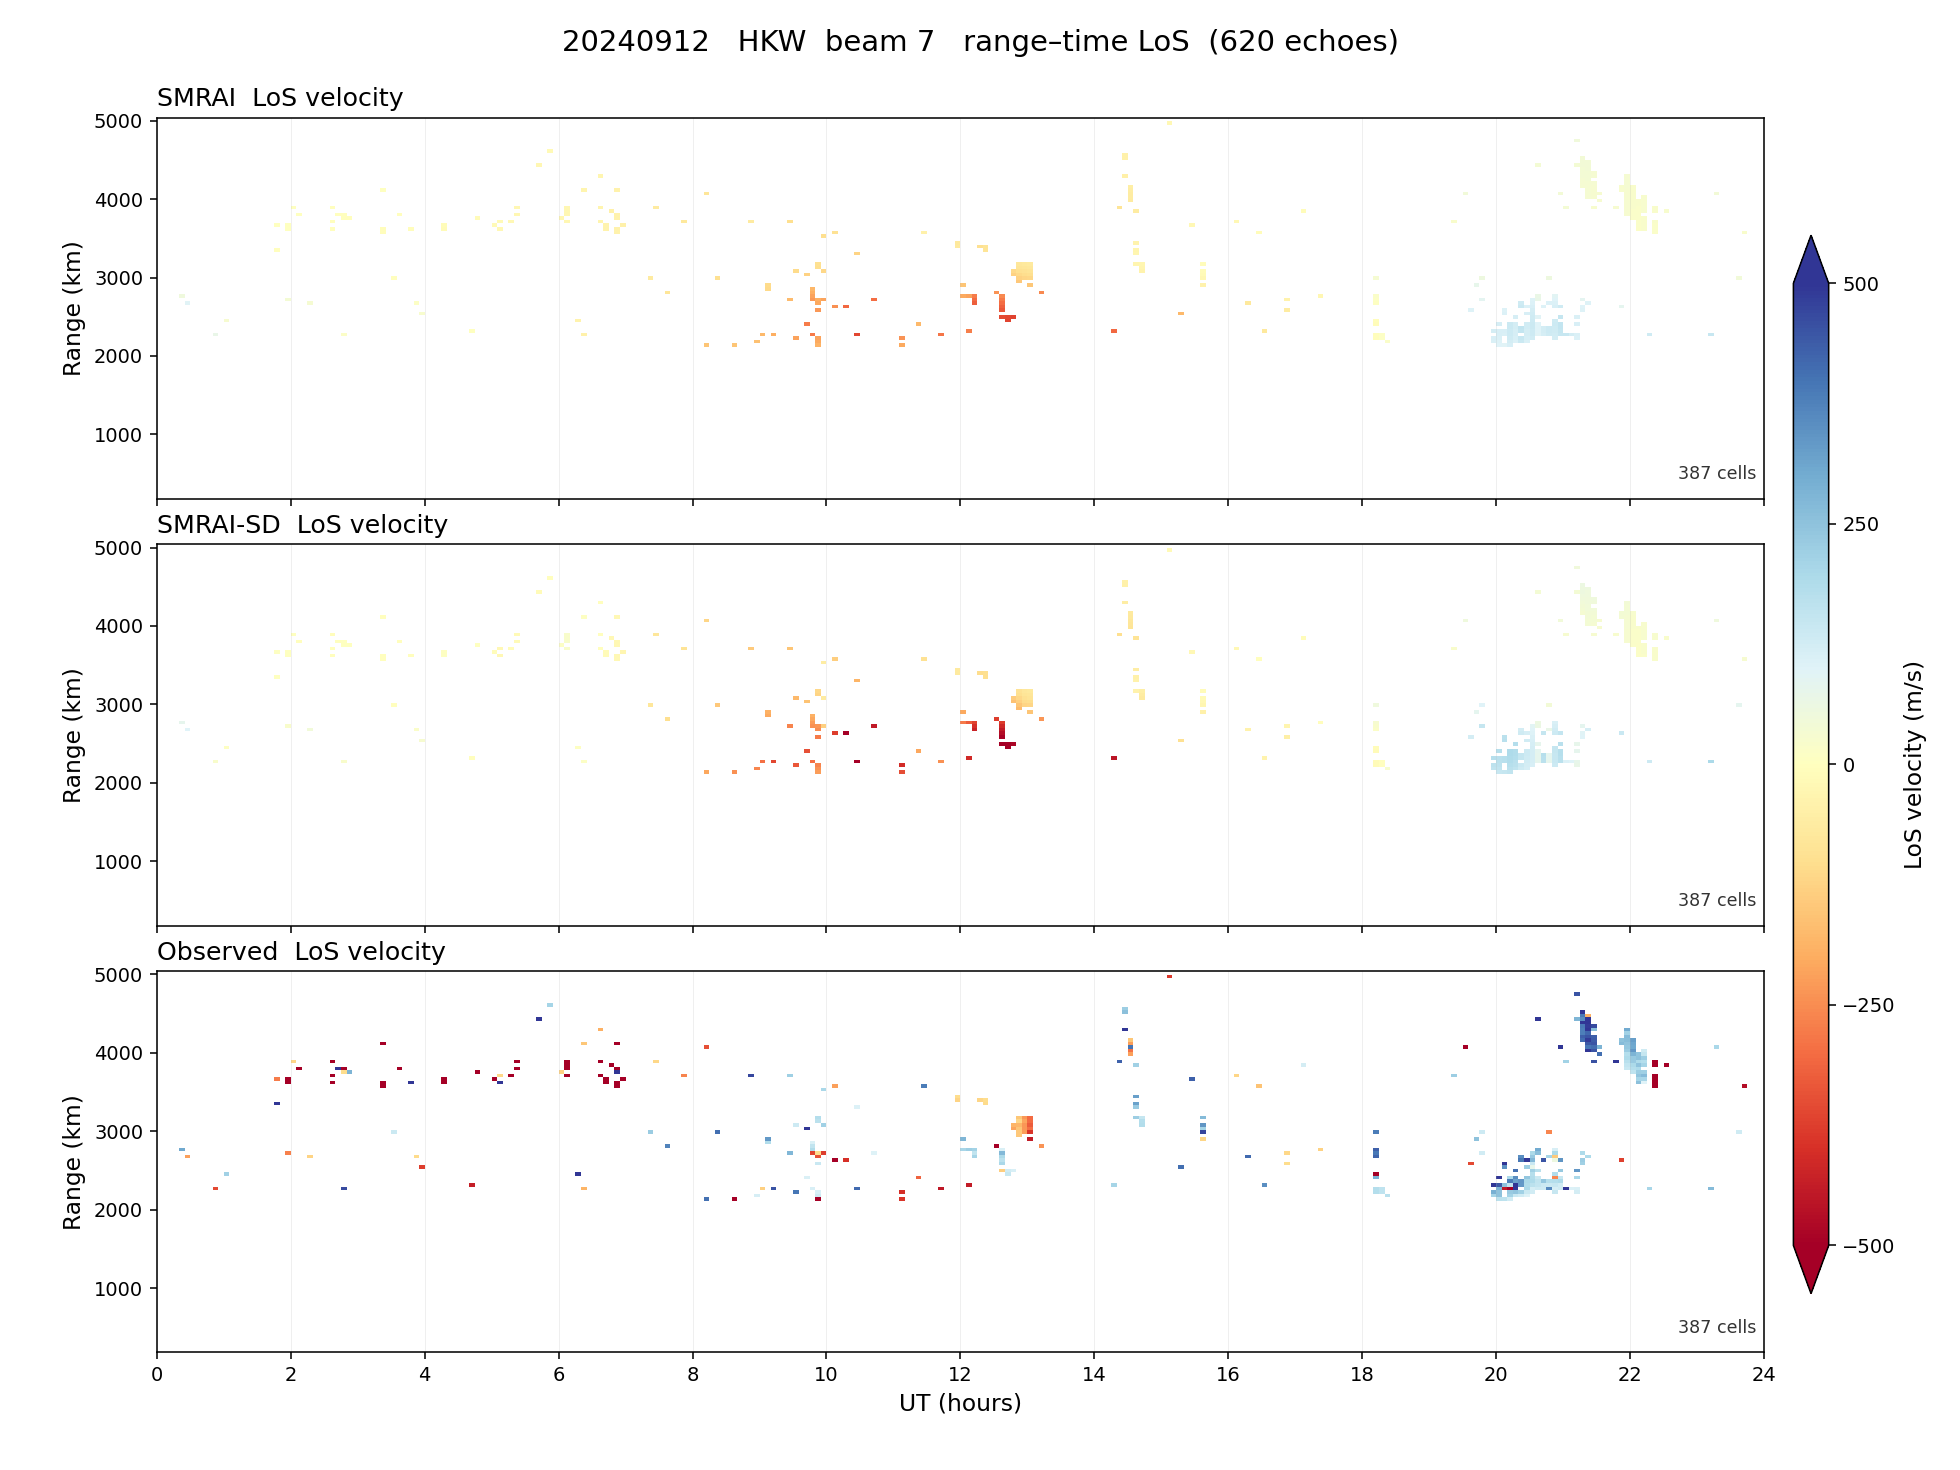 20240912   HKW  beam 7   range–time LoS  (620 echoes)
SMRAI  LoS velocity
5000
4000
3000
2000
1000
Range (km)
387 cells
SMRAI-SD  LoS velocity
5000
4000
3000
2000
1000
Range (km)
387 cells
Observed  LoS velocity
5000
4000
3000
2000
1000
Range (km)
387 cells
0 2 4 6 8 10 12 14 16 18 20 22 24
UT (hours)
500
250
0
−250
−500
LoS velocity (m/s)